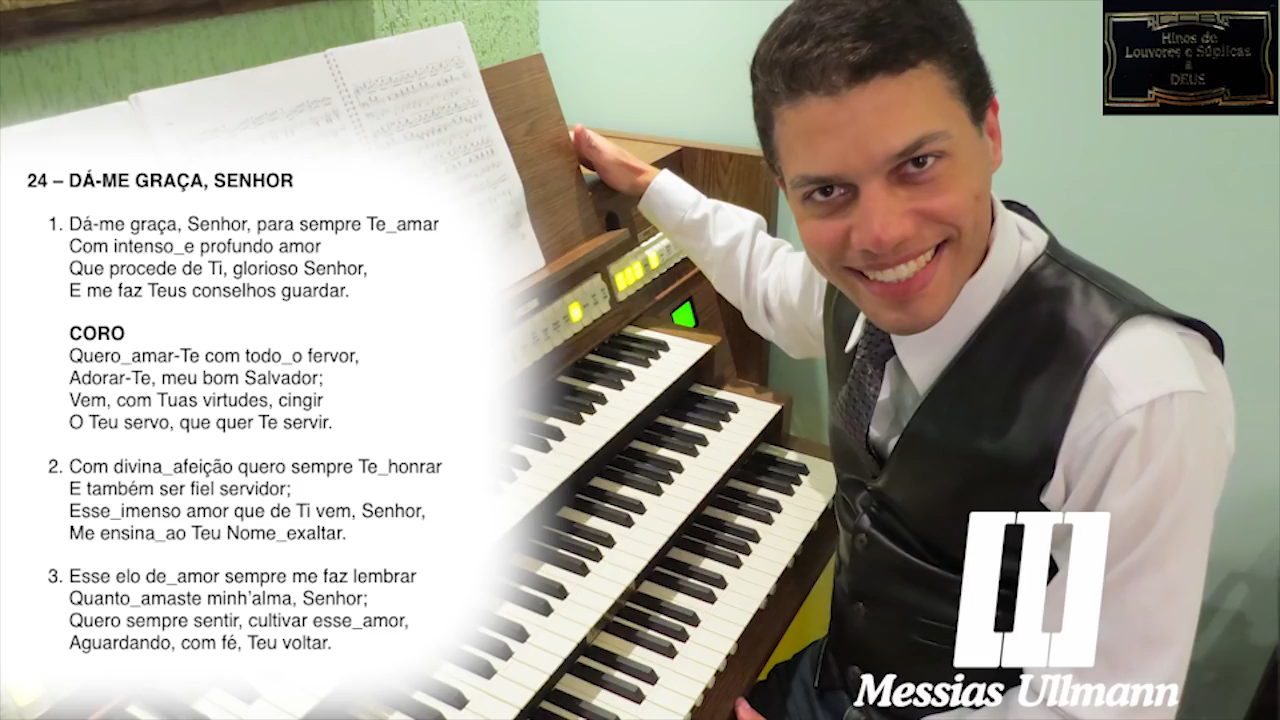 CCB
Hinos de
Louvores e Súplicas
a
DEUS
24 – DÁ-ME GRAÇA, SENHOR
1. Dá-me graça, Senhor, para sempre Te_amar
Com intenso_e profundo amor
Que procede de Ti, glorioso Senhor,
E me faz Teus conselhos guardar.
CORO
Quero_amar-Te com todo_o fervor,
Adorar-Te, meu bom Salvador;
Vem, com Tuas virtudes, cingir
O Teu servo, que quer Te servir.
2. Com divina_afeição quero sempre Te_honrar
E também ser fiel servidor;
Esse_imenso amor que de Ti vem, Senhor,
Me ensina_ao Teu Nome_exaltar.
3. Esse elo de_amor sempre me faz lembrar
Quanto_amaste minh'alma, Senhor;
Quero sempre sentir, cultivar esse_amor,
Aguardando, com fé, Teu voltar.
Messias Ullmann